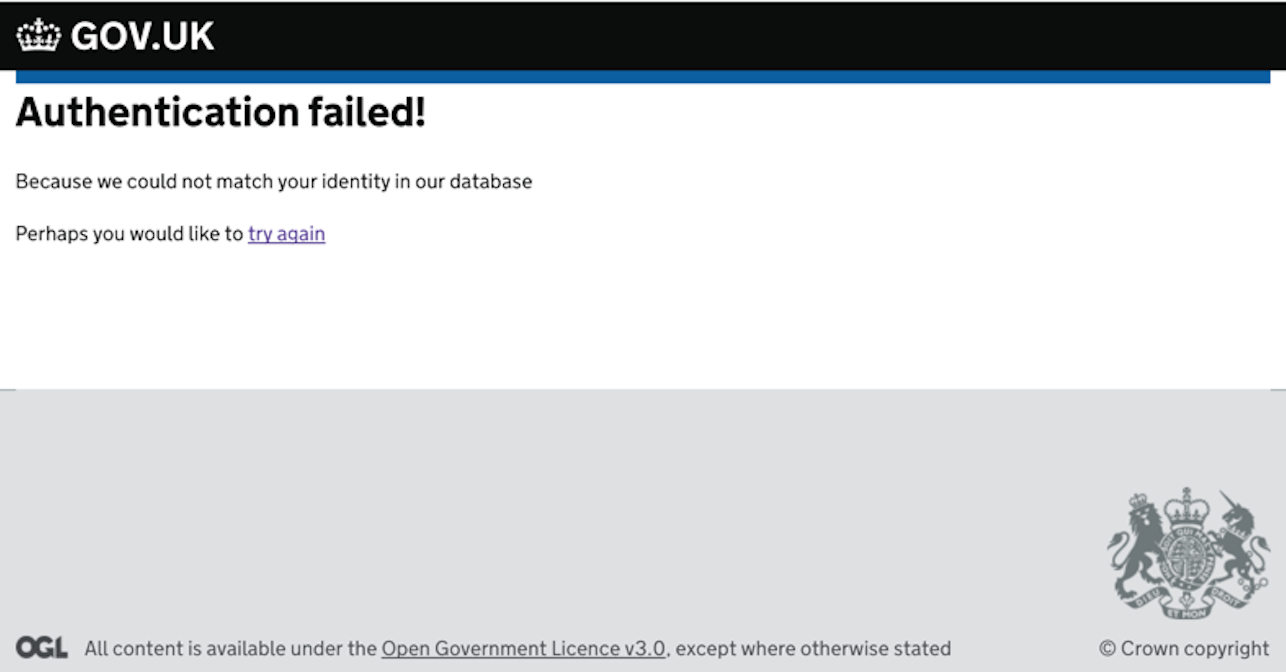 GOV.UK
Authentication failed!
Because we could not match your identity in our database
Perhaps you would like to try again
DIEU
ET MON
DROIT
OGL All content is available under the Open Government Licence v3.0, except where otherwise stated
© Crown copyright